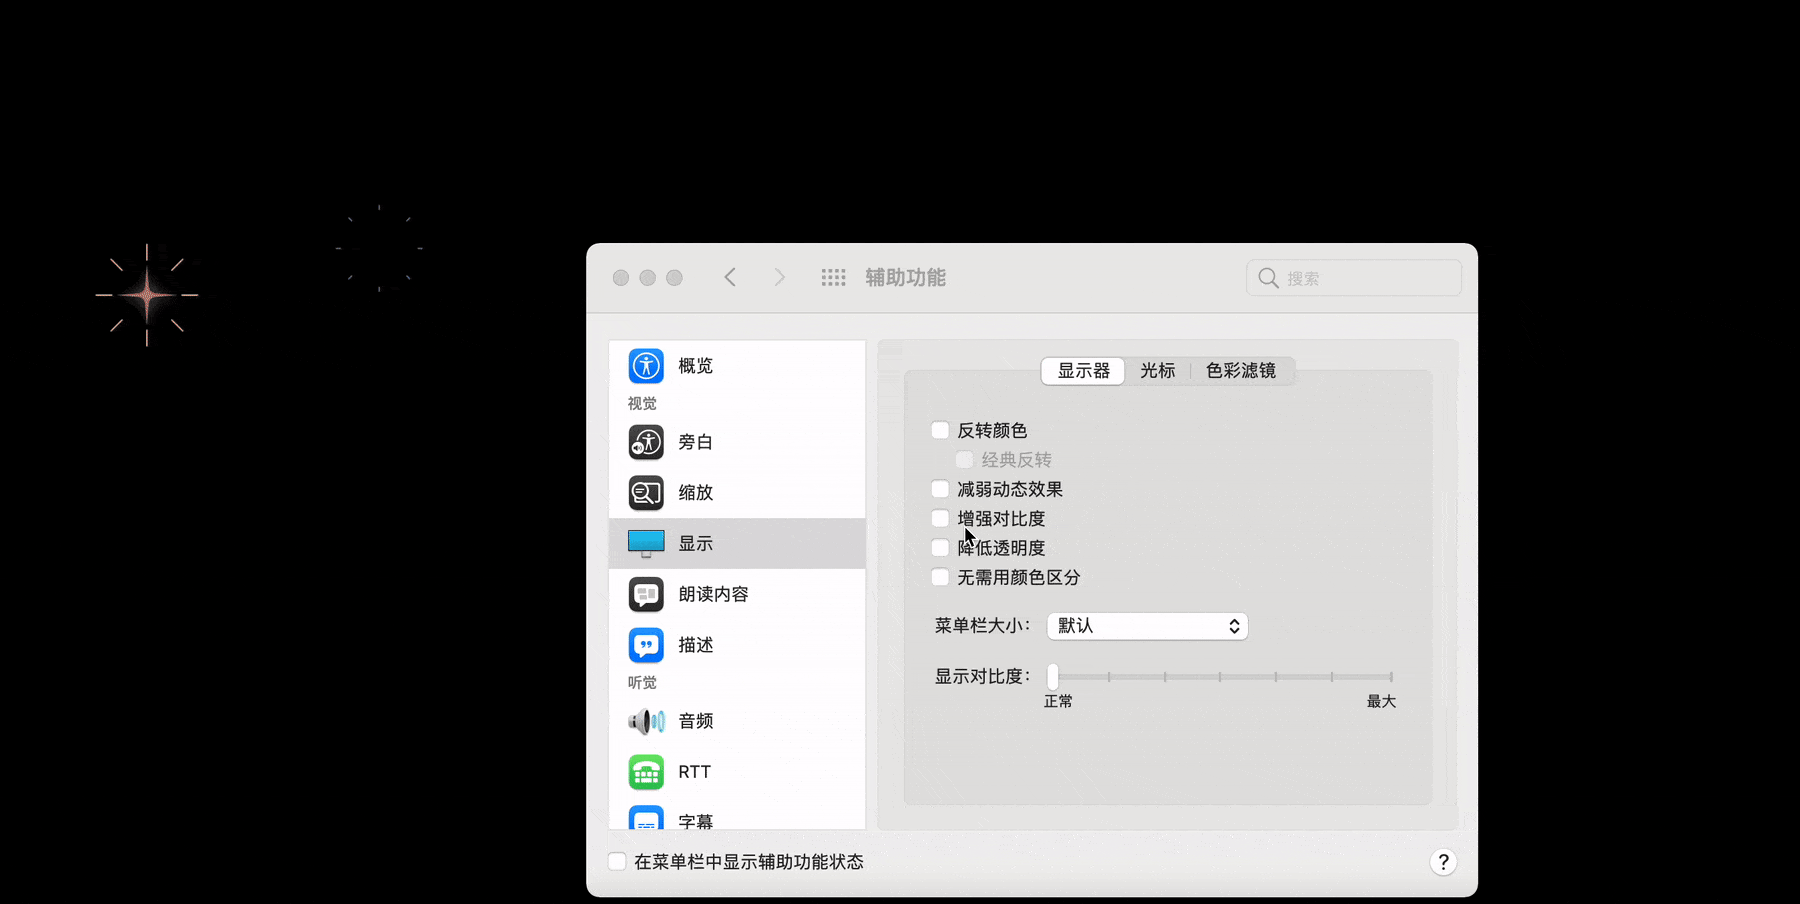 辅助功能
搜索
概览
视觉
旁白
缩放
显示
朗读内容
描述
听觉
音频
RTT
字幕
显示器 光标 色彩滤镜
反转颜色
经典反转
减弱动态效果
增强对比度
降低透明度
无需用颜色区分
菜单栏大小： 默认
显示对比度：
正常 最大
在菜单栏中显示辅助功能状态
?